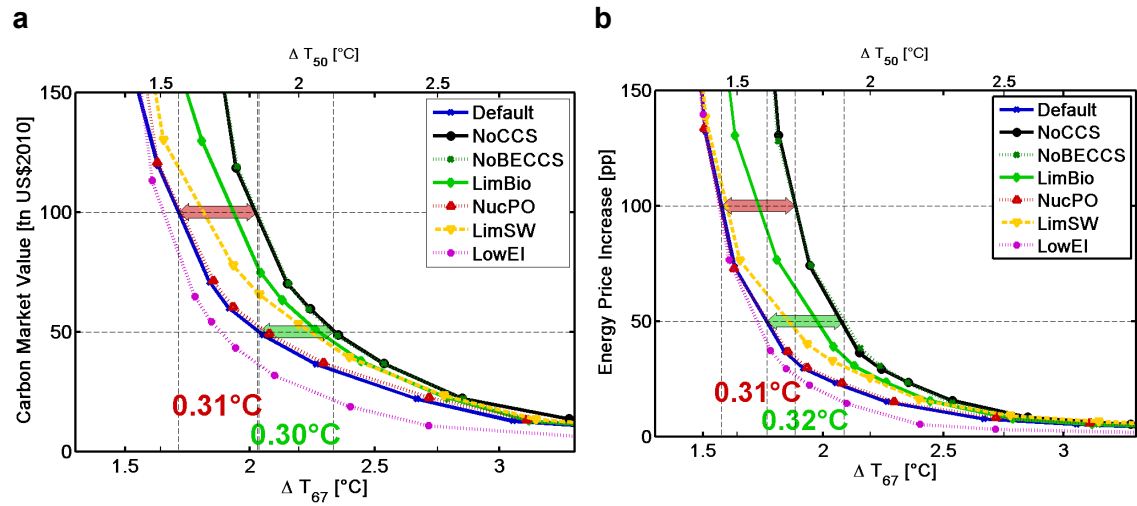 a
Δ T50 [°C]
1.5 2 2.5
Carbon Market Value [tn US$2010]
150
100
50
0
Default
NoCCS
NoBECCS
LimBio
NucPO
LimSW
LowEI
0.31°C
0.30°C
1.5 2 2.5 3
Δ T67 [°C]
b
Δ T50 [°C]
1.5 2 2.5
Energy Price Increase [pp]
150
100
50
0
Default
NoCCS
NoBECCS
LimBio
NucPO
LimSW
LowEI
0.31°C
0.32°C
1.5 2 2.5 3
Δ T67 [°C]